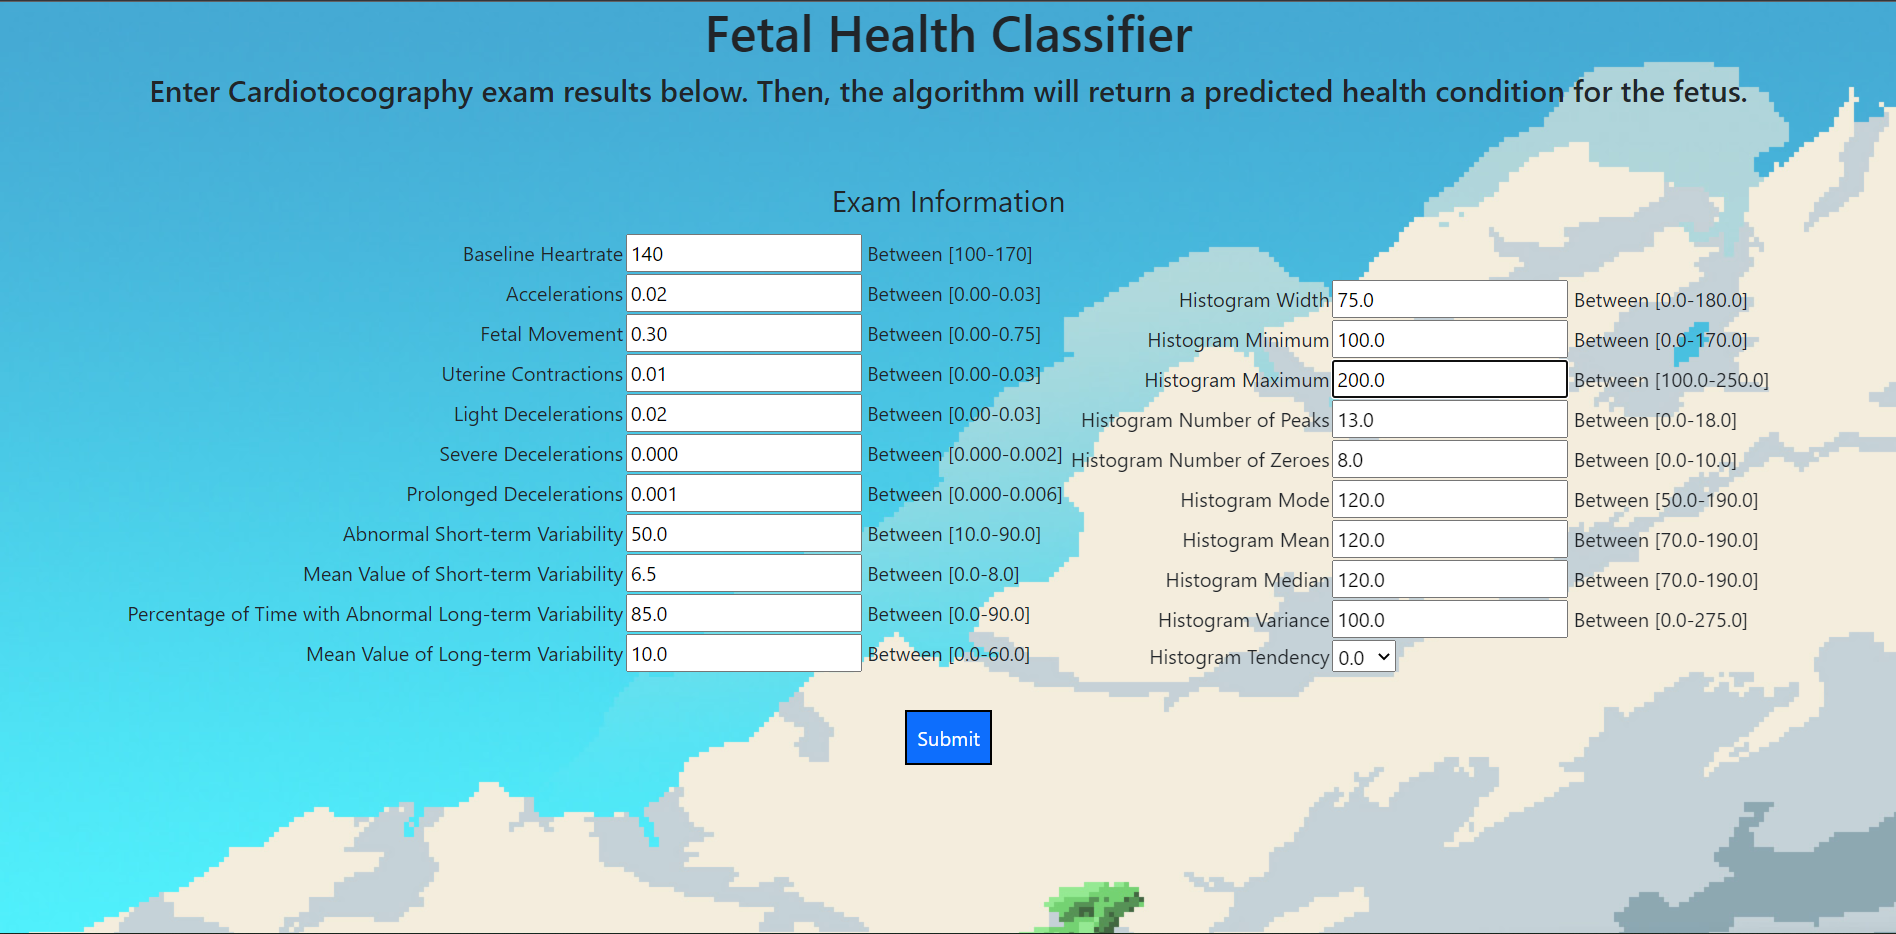 Fetal Health Classifier
Enter Cardiotocography exam results below. Then, the algorithm will return a predicted health condition for the fetus.
Exam Information
Baseline Heartrate 140 Between [100-170]
Accelerations 0.02 Between [0.00-0.03]
Fetal Movement 0.30 Between [0.00-0.75]
Uterine Contractions 0.01 Between [0.00-0.03]
Light Decelerations 0.02 Between [0.00-0.03]
Severe Decelerations 0.000 Between [0.000-0.002]
Prolonged Decelerations 0.001 Between [0.000-0.006]
Abnormal Short-term Variability 50.0 Between [10.0-90.0]
Mean Value of Short-term Variability 6.5 Between [0.0-8.0]
Percentage of Time with Abnormal Long-term Variability 85.0 Between [0.0-90.0]
Mean Value of Long-term Variability 10.0 Between [0.0-60.0]
Histogram Width 75.0 Between [0.0-180.0]
Histogram Minimum 100.0 Between [0.0-170.0]
Histogram Maximum 200.0 Between [100.0-250.0]
Histogram Number of Peaks 13.0 Between [0.0-18.0]
Histogram Number of Zeroes 8.0 Between [0.0-10.0]
Histogram Mode 120.0 Between [50.0-190.0]
Histogram Mean 120.0 Between [70.0-190.0]
Histogram Median 120.0 Between [70.0-190.0]
Histogram Variance 100.0 Between [0.0-275.0]
Histogram Tendency 0.0
Submit